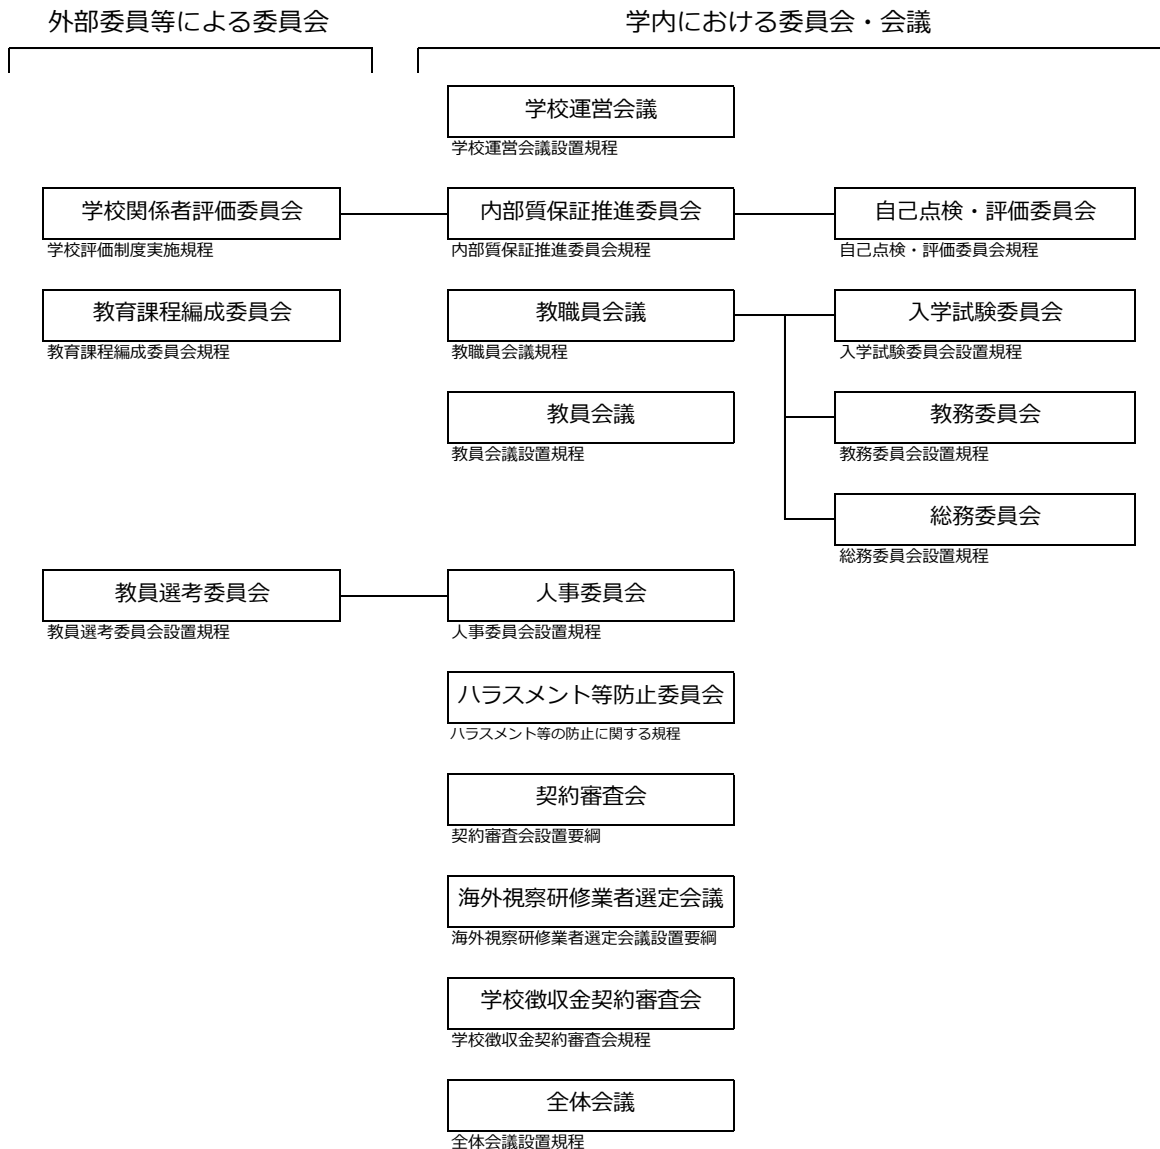 外部委員等による委員会
学内における委員会・会議
学校運営会議
学校運営会議設置規程
学校関係者評価委員会
学校評価制度実施規程
内部質保証推進委員会
内部質保証推進委員会規程
自己点検・評価委員会
自己点検・評価委員会規程
教育課程編成委員会
教育課程編成委員会規程
教職員会議
教職員会議規程
入学試験委員会
入学試験委員会設置規程
教員会議
教員会議設置規程
教務委員会
教務委員会設置規程
総務委員会
総務委員会設置規程
教員選考委員会
教員選考委員会設置規程
人事委員会
人事委員会設置規程
ハラスメント等防止委員会
ハラスメント等の防止に関する規程
契約審査会
契約審査会設置要綱
海外視察研修業者選定会議
海外視察研修業者選定会議設置要綱
学校徴収金契約審査会
学校徴収金契約審査会規程
全体会議
全体会議設置規程